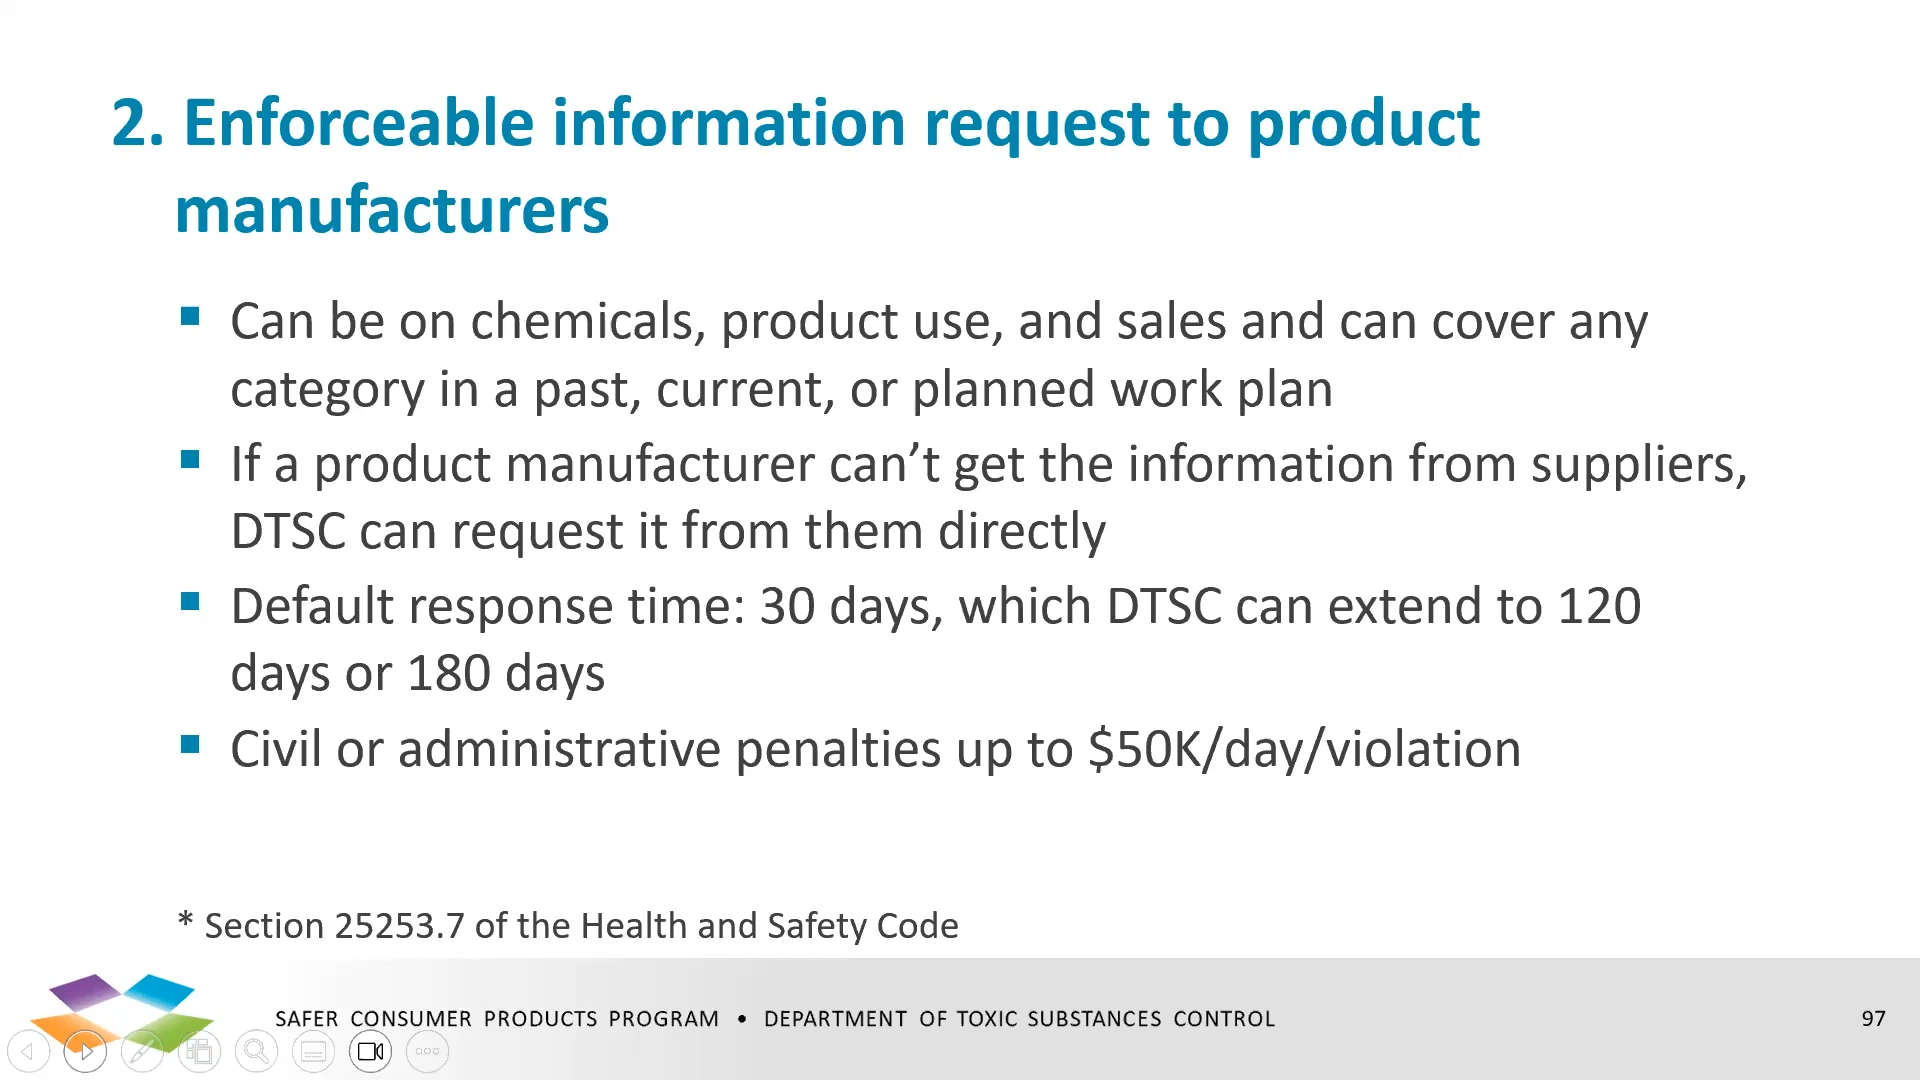 2. Enforceable information request to product
manufacturers
▪ Can be on chemicals, product use, and sales and can cover any
category in a past, current, or planned work plan
▪ If a product manufacturer can’t get the information from suppliers,
DTSC can request it from them directly
▪ Default response time: 30 days, which DTSC can extend to 120
days or 180 days
▪ Civil or administrative penalties up to $50K/day/violation
* Section 25253.7 of the Health and Safety Code
SAFER CONSUMER PRODUCTS PROGRAM • DEPARTMENT OF TOXIC SUBSTANCES CONTROL
97